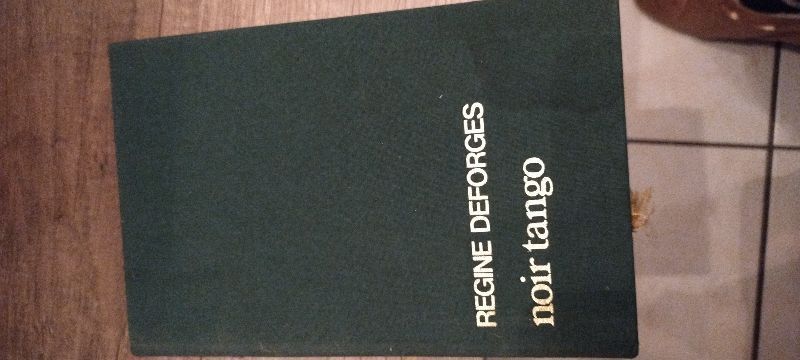 REGINE DEFORGES
noir tango